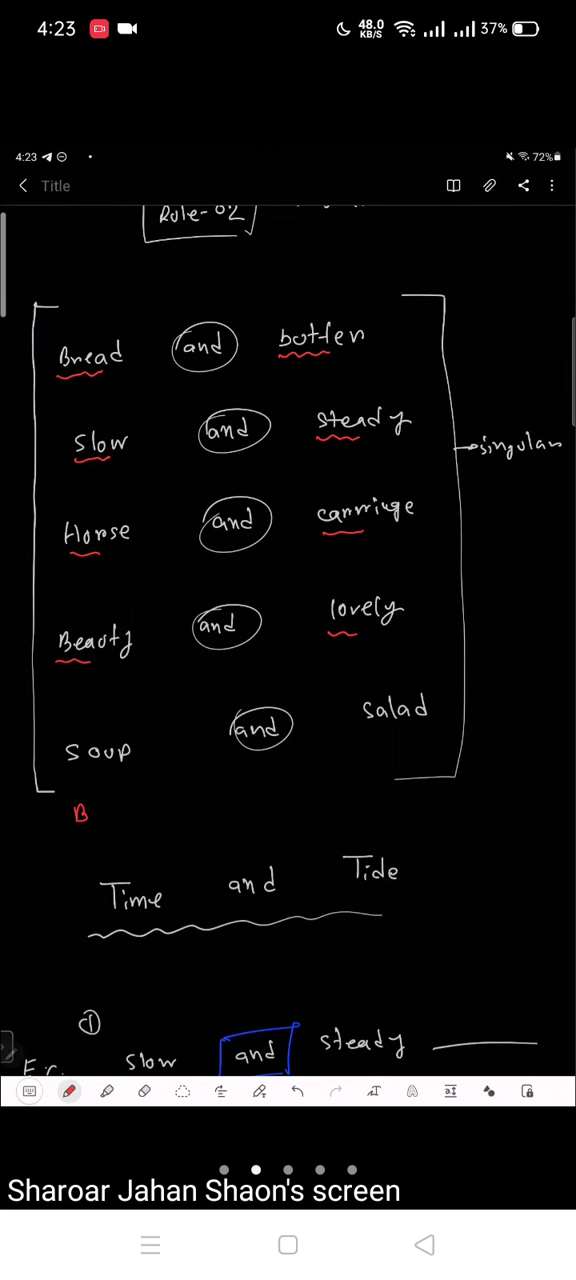 4:23 48.0 KB/S 37%
4:23 72%
Title
Rule-02
Bread and butter
Slow and steady
→singular
Horse and carriage
Beauty and lovely
Soup and salad
B
Time and Tide
①
Ex. slow and steady
Sharoar Jahan Shaon's screen